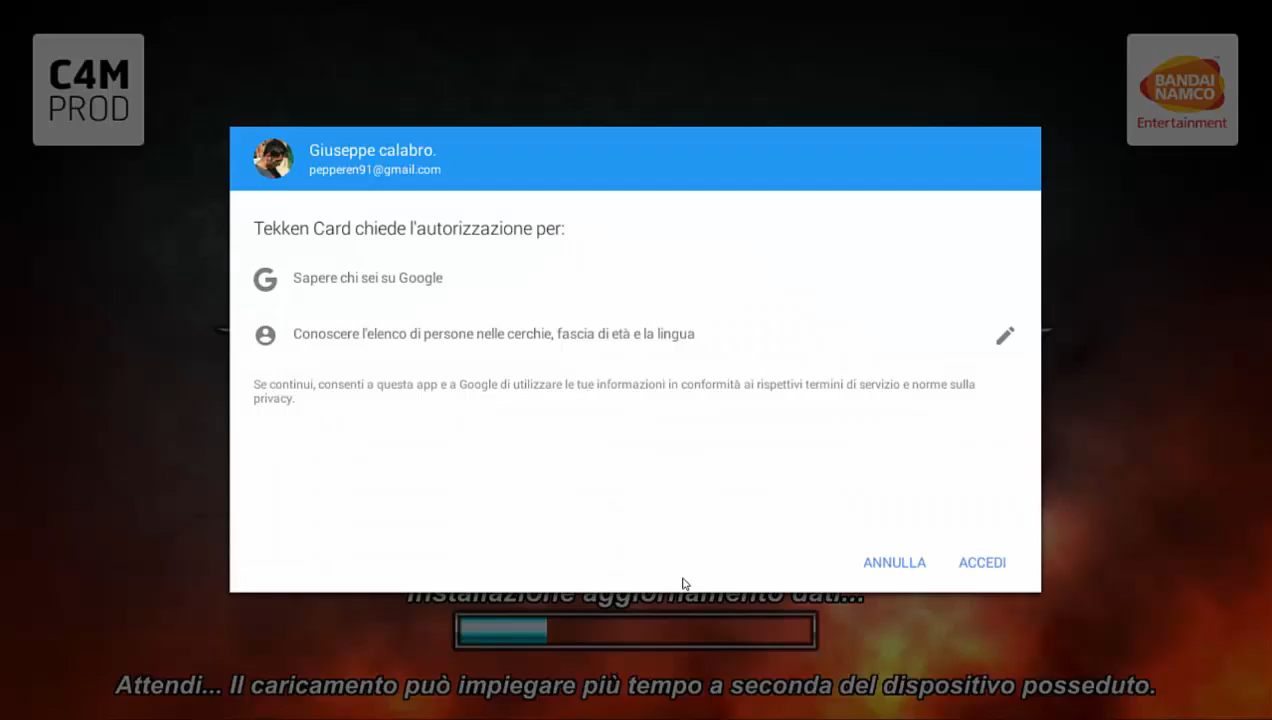 C4M
PROD
BANDAI
NAMCO
Entertainment
Giuseppe calabro.
pepperen91@gmail.com
Tekken Card chiede l'autorizzazione per:
Sapere chi sei su Google
Conoscere l'elenco di persone nelle cerchie, fascia di età e la lingua
Se continui, consenti a questa app e a Google di utilizzare le tue informazioni in conformità ai rispettivi termini di servizio e norme sulla
privacy.
ANNULLA ACCEDI
Installazione aggiornamento dati...
Attendi... Il caricamento può impiegare più tempo a seconda del dispositivo posseduto.